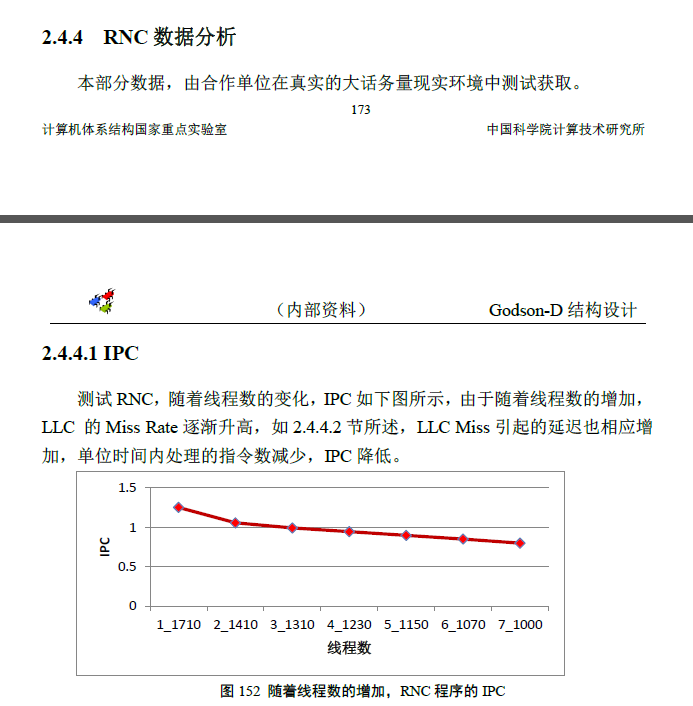 2.4.4 RNC 数据分析
本部分数据，由合作单位在真实的大话务量现实环境中测试获取。
173
计算机体系结构国家重点实验室 中国科学院计算技术研究所
（内部资料） Godson-D 结构设计
2.4.4.1 IPC
测试 RNC，随着线程数的变化，IPC 如下图所示，由于随着线程数的增加，
LLC 的 Miss Rate 逐渐升高，如 2.4.4.2 节所述，LLC Miss 引起的延迟也相应增
加，单位时间内处理的指令数减少，IPC 降低。
1.5
1
0.5
0
IPC
1_1710 2_1410 3_1310 4_1230 5_1150 6_1070 7_1000
线程数
图 152 随着线程数的增加，RNC 程序的 IPC